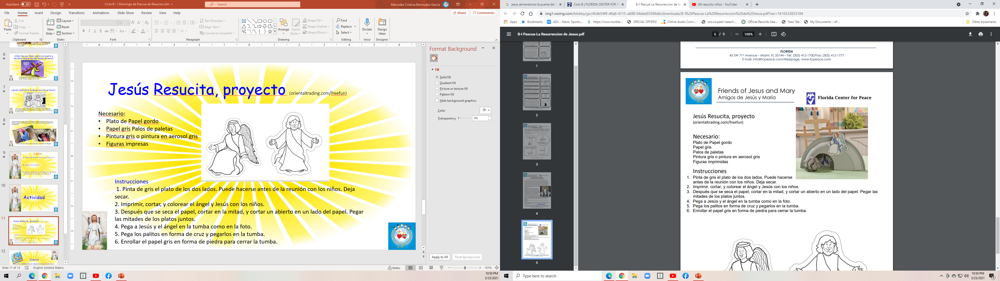 AutoSave Off
Ciclo B – I Domingo de Pascua de Resurrección
Search
Mercedes Cristina Bermudez-Garcia
File Home Insert Design Transitions Animations Slide Show Review View Help
Share Comments
Paste
Cut
Copy
Format Painter
Clipboard
New Slide
Layout
Reset
Section
Slides
18
Font
Text Direction
Align Text
Convert to SmartArt
Paragraph
Arrange
Quick Styles
Shape Fill
Shape Outline
Shape Effects
Drawing
Find
Replace
Select
Editing
Dictate
Voice
Design Ideas
Designer
6
¿Cómo fue que Jesús venció a la muerte y nos abrió las puertas del Paraíso de nuevo?
7
¿Quién descubrió la Resurrección primero?
8
9
Comparte
10
Actividad
11
Jesús Resucita, proyecto
12
Oración
Jesús Resucita, proyecto (orientaltrading.com/freefun)
Necesario:
• Plato de Papel gordo
• Papel gris Palos de paletas
• Pintura gris o pintura en aerosol gris
• Figuras impresas
Instrucciones
1. Pinta de gris el plato de los dos lados. Puede hacerse antes de la reunión con los niños. Deja
secar.
2. Imprimir, cortar, y colorear el ángel y Jesús con los niños.
3. Después que se seca el papel, cortar en la mitad, y cortar un abierto en un lado del papel. Pegar
las mitades de los platos juntos.
4. Pega a Jesús y el ángel en la tumba como en la foto.
5. Pega los palitos en forma de cruz y pegarlos en la tumba.
6. Enrollar el papel gris en forma de piedra para cerrar la tumba.
Format Background
Fill
Solid fill
Gradient fill
Picture or texture fill
Pattern fill
Hide background graphics
Color
Transparency 0%
Apply to All
Reset Background
Slide 11 of 13 English (United States)
Notes
101%
10:50 PM
3/23/2021
jesus abriendonos la puerta del c
Ciclo B | FLORIDA CENTER FOR P
B-I Pascua-La Resurreccion de Je
(4) resucito niños - YouTube
img1.wsimg.com/blobby/go/45db54f8-48a8-4115-a888-04deb83368db/downloads/B-I%20Pascua-La%20Resurreccion%20de%20Jesus.pdf?ver=1616523823184
Apps
Bookmarks
AOL - News, Sports,...
https://www.northe...
SPECIAL OFFERS!
Online Audio Conv...
oris.co.palm-beach....
Official Records Sea...
New Tab
My Documents – eF...
Other bookmarks
B-I Pascua-La Resurreccion de Jesus.pdf
5 / 5
100%
1
2
3
4
5
FLORIDA
45 SW 71st Avenue – Miami, FL 33144 – Tel: (305) 412-1700/Fax: (305) 412-1777
E-mail: info@fcpeace.com/Webpage: www.fcpeace.com
Friends of Jesus and Mary
Amigos de Jesús y María
Florida Center for Peace
Jesús Resucita, proyecto
(orientaltrading.com/freefun)
Necesario:
Plato de Papel gordo
Papel gris
Palos de paletas
Pintura gris o pintura en aerosol gris
Figuras imprimidas
Instrucciones
1. Pinta de gris el plato de los dos lados. Puede hacerse
antes de la reunión con los niños. Deja secar.
2. Imprimir, cortar, y colorear el ángel y Jesús con los niños.
3. Después que se seca el papel, cortar en la mitad, y cortar un abierto en un lado del papel. Pegar las
mitades de los platos juntos.
4. Pega a Jesús y el ángel en la tumba como en la foto.
5. Pega los palitos en forma de cruz y pegarlos en la tumba.
6. Enrollar el papel gris en forma de piedra para cerrar la tumba.
Type here to search
10:50 PM
3/23/2021